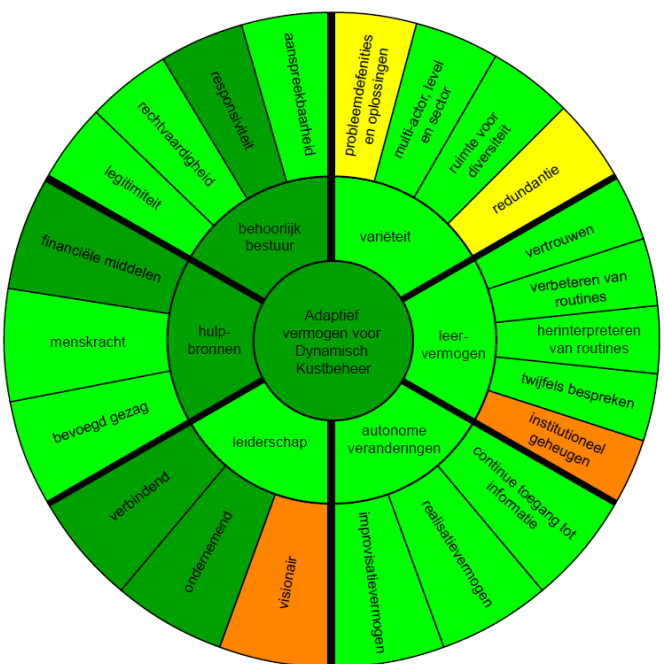 Adaptief
vermogen voor
Dynamisch
Kustbeheer
variëteit
probleemdefenities
en oplossingen
multi-actor, level
en sector
ruimte voor
diversiteit
redundantie
leer-
vermogen
vertrouwen
verbeteren van
routines
herinterpreteren
van routines
twijfels bespreken
institutioneel
geheugen
autonome
veranderingen
continue toegang tot
informatie
realisatievermogen
improvisatievermogen
leiderschap
visionair
ondernemend
verbindend
hulp-
bronnen
bevoegd gezag
menskracht
financiële middelen
behoorlijk
bestuur
legitimiteit
rechtvaardigheid
responsiviteit
aanspreekbaarheid